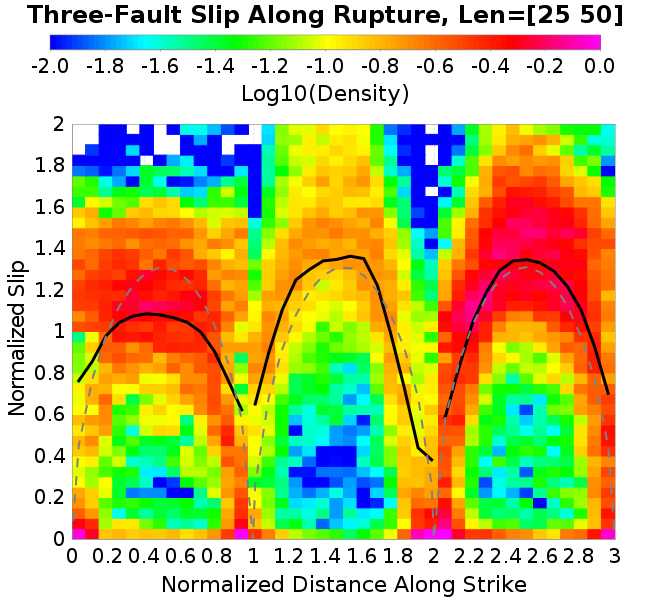 Three-Fault Slip Along Rupture, Len=[25 50]
-2.0 -1.8 -1.6 -1.4 -1.2 -1.0 -0.8 -0.6 -0.4 -0.2 0.0
Log10(Density)
Normalized Slip
2
1.8
1.6
1.4
1.2
1
0.8
0.6
0.4
0.2
0
0 0.2 0.4 0.6 0.8 1 1.2 1.4 1.6 1.8 2 2.2 2.4 2.6 2.8 3
Normalized Distance Along Strike